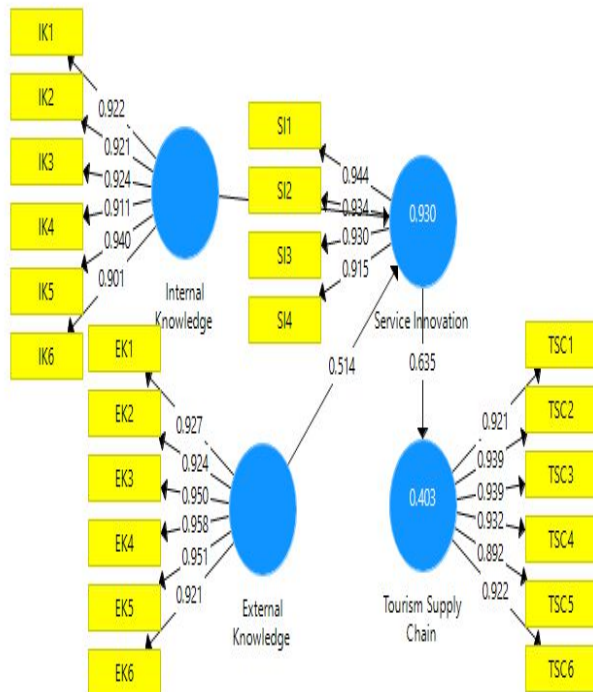 IK1
IK2
IK3
IK4
IK5
IK6
0.922
0.921
0.924
0.911
0.940
0.901
Internal
Knowledge
SI1
SI2
SI3
SI4
0.944
0.934
0.930
0.915
0.930
Service Innovation
0.514
0.635
EK1
EK2
EK3
EK4
EK5
EK6
0.927
0.924
0.950
0.958
0.951
0.921
External
Knowledge
0.403
Tourism Supply
Chain
0.921
0.939
0.939
0.932
0.892
0.922
TSC1
TSC2
TSC3
TSC4
TSC5
TSC6